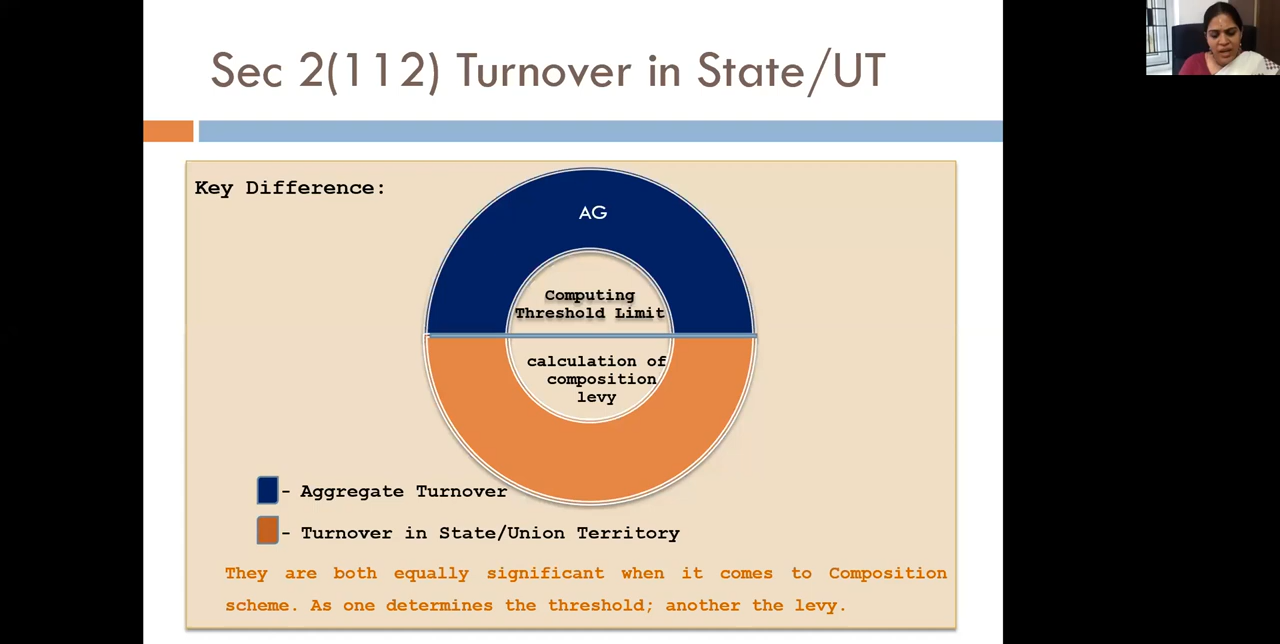 Sec 2(112) Turnover in State/UT
Key Difference:
AG
Computing
Threshold Limit
calculation of
composition
levy
- Aggregate Turnover
- Turnover in State/Union Territory
They are both equally significant when it comes to Composition
scheme. As one determines the threshold; another the levy.